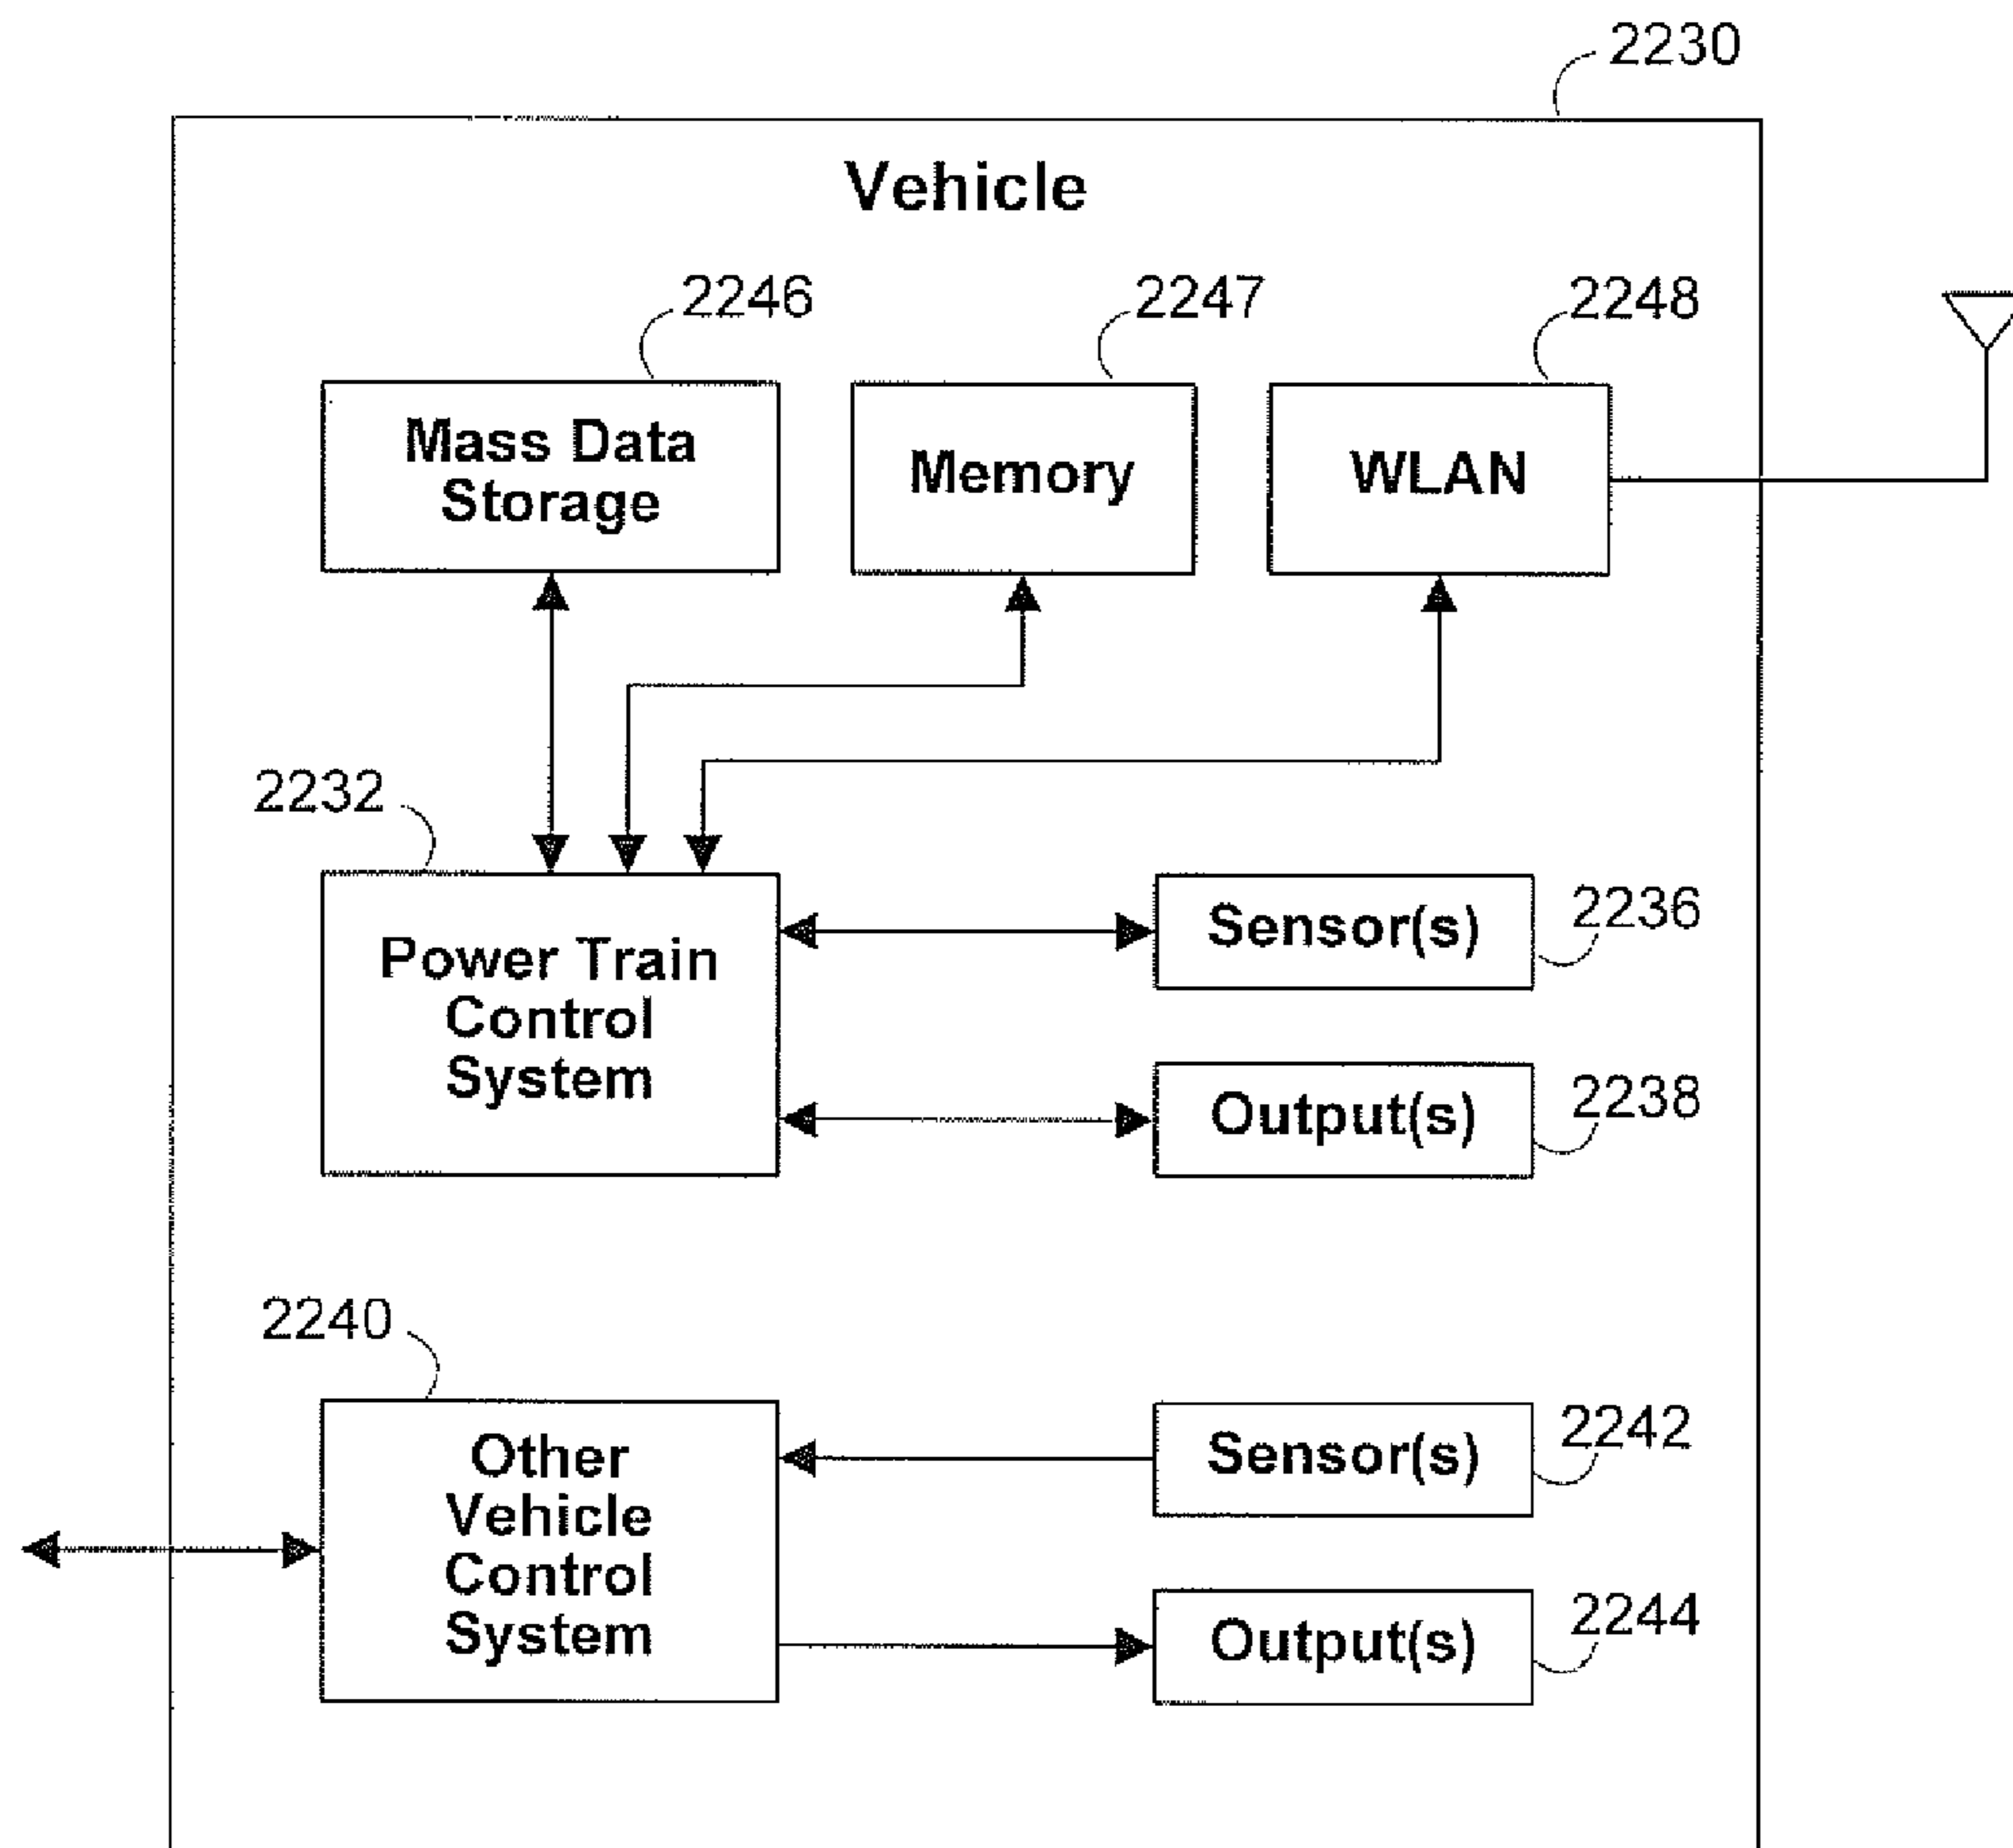 2230
Vehicle
2246
2247
2248
Mass Data
Storage
Memory
WLAN
2232
Power Train
Control
System
Sensor(s)
2236
Output(s)
2238
2240
Other
Vehicle
Control
System
Sensor(s)
2242
Output(s)
2244